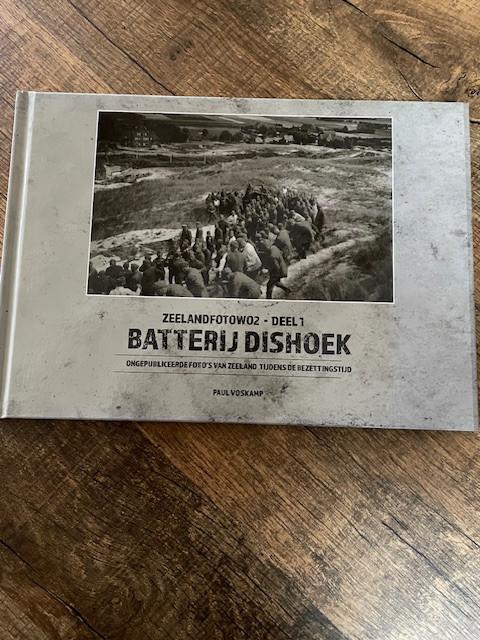 ZEELANDFOTOWO2 - DEEL 1
BATTERIJ DISHOEK
ONGEPUBLICEERDE FOTO'S VAN ZEELAND TIJDENS DE BEZETTINGSTIJD
PAUL VOSKAMP